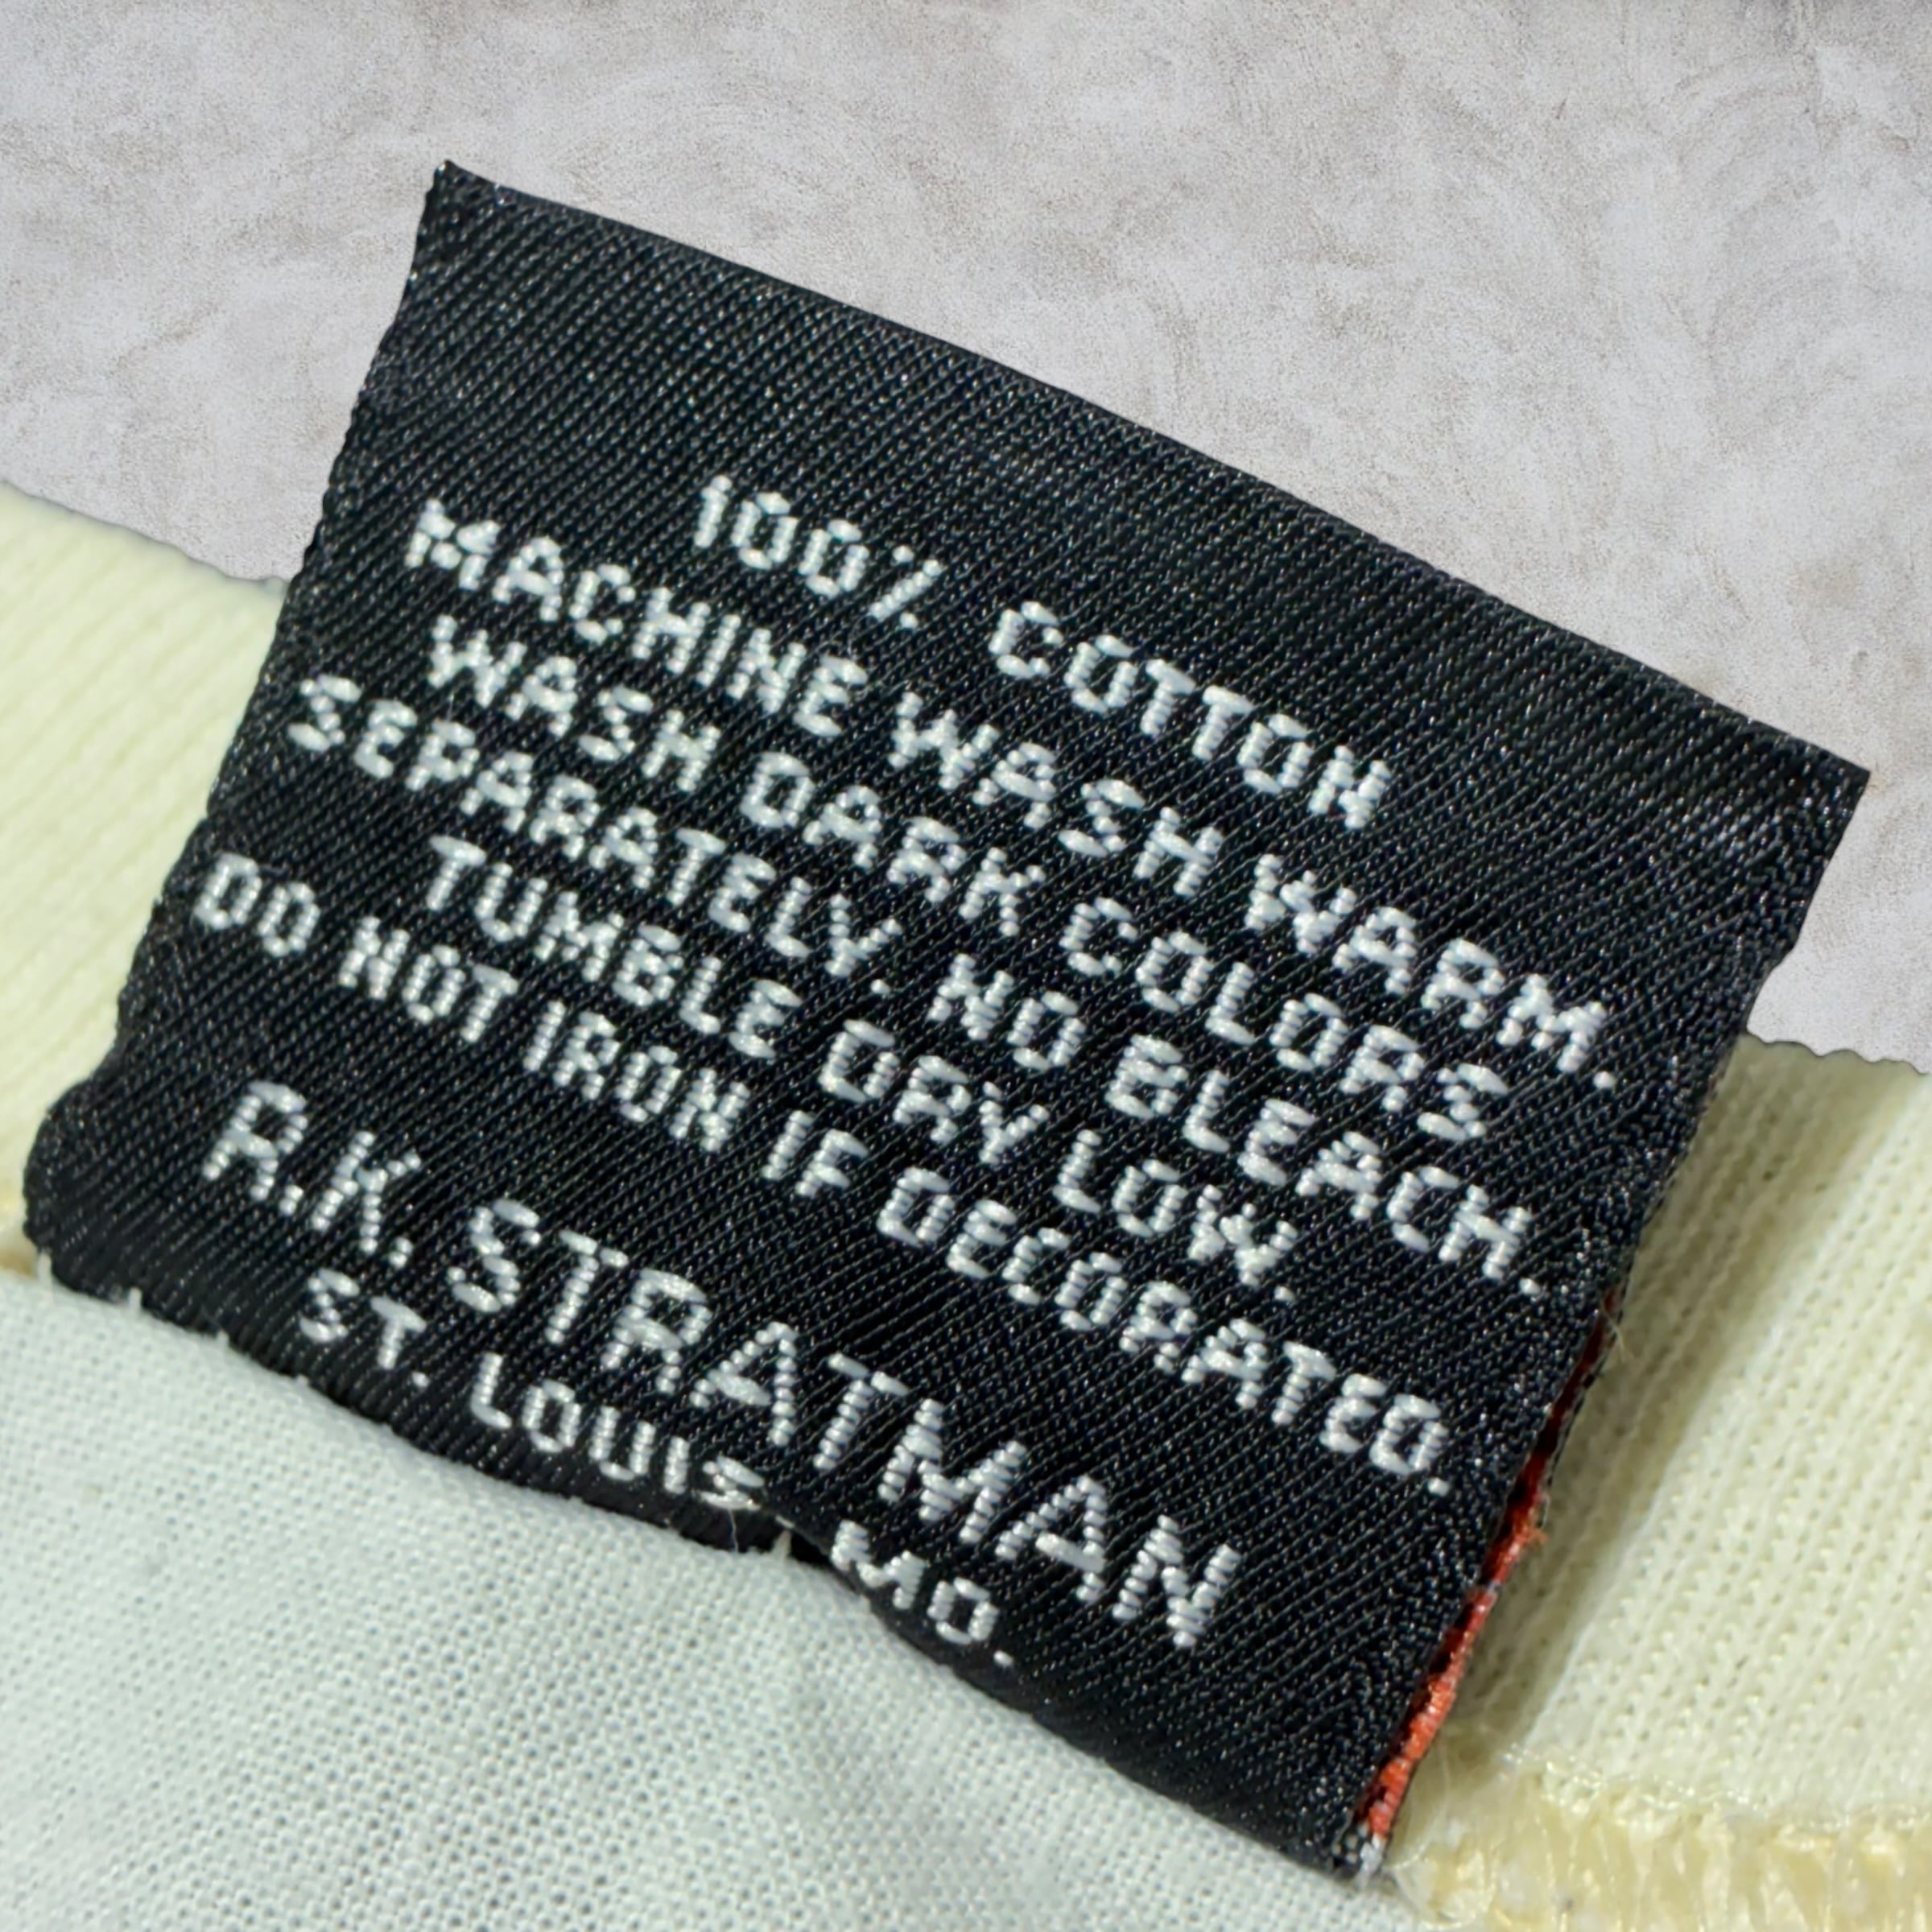 100% COTTON
MACHINE WASH WARM.
WASH DARK COLORS
SEPARATELY. NO BLEACH.
TUMBLE DRY LOW.
DO NOT IRON IF DECORATED.
R.K. STRATMAN
ST. LOUIS MO.